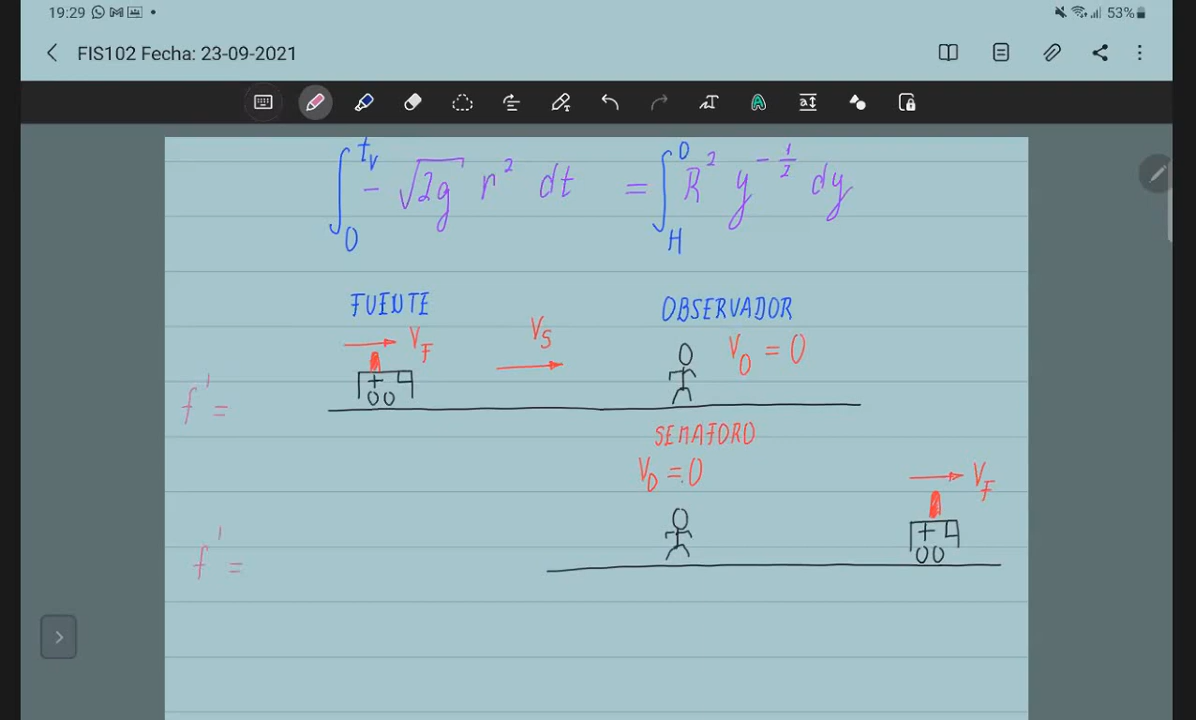 19:29 53%
FIS102 Fecha: 23-09-2021
∫₀^{t_v} - √2g r² dt = ∫_H^0 R² y^{-1/2} dy
FUENTE OBSERVADOR
V_F V_S V_O = 0
f' =
SEMAFORO
V_O = 0 V_F
f' =